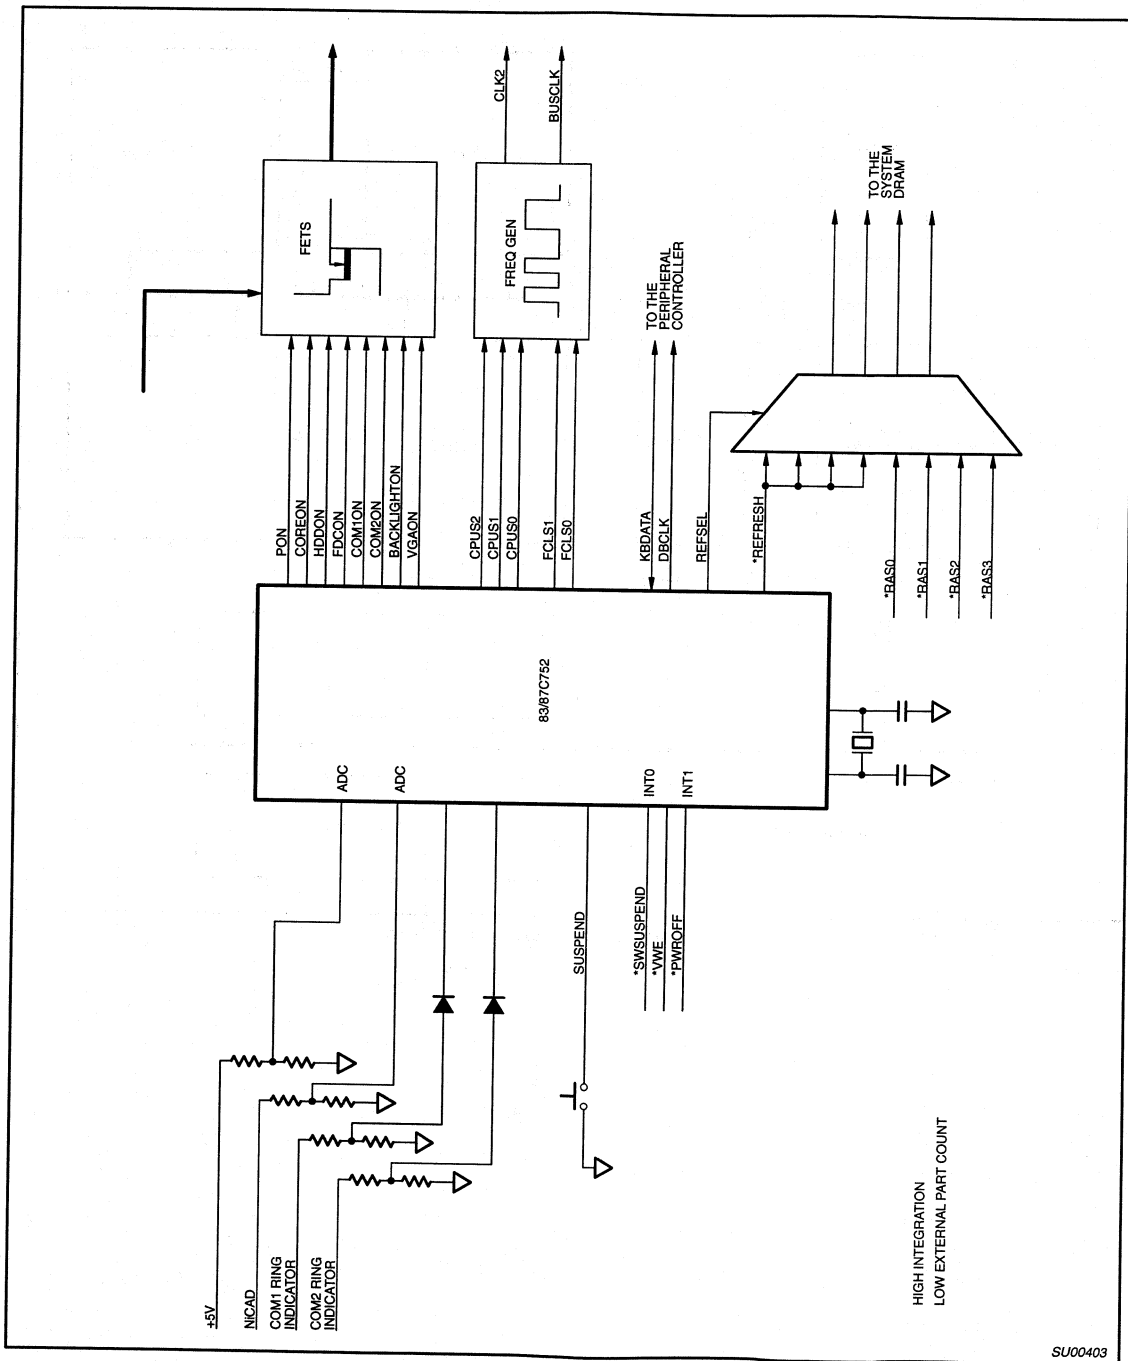 CLK2
BUSCLK
FETS
FREQ GEN
TO THE
PERIPHERAL
CONTROLLER
TO THE
SYSTEM
DRAM
PON
COREON
HDDON
FDCON
COM1ON
COM2ON
BACKLIGHTON
VGAON
CPUS2
CPUS1
CPUS0
FCLS1
FCLS0
KBDATA
DBCLK
REFSEL
*REFRESH
*RAS0
*RAS1
*RAS2
*RAS3
83/87C752
ADC
ADC
INT0
INT1
SUSPEND
*SWSUSPEND
*VWE
*PWROFF
+5V
NiCAD
COM1 RING
INDICATOR
COM2 RING
INDICATOR
HIGH INTEGRATION
LOW EXTERNAL PART COUNT
SU00403